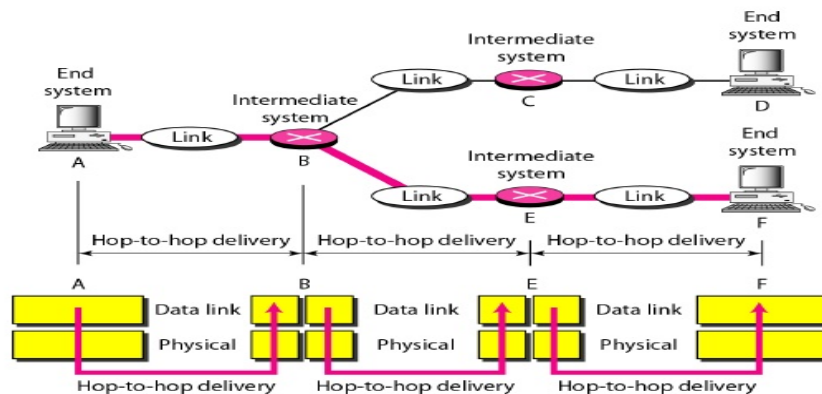 End
system
Intermediate
system
Link
Link
C
D
End
system
Intermediate
system
Link
A
B
End
system
Intermediate
system
Link
Link
E
F
Hop-to-hop delivery
Hop-to-hop delivery
Hop-to-hop delivery
A
B
E
F
Data link
Data link
Data link
Physical
Physical
Physical
Hop-to-hop delivery
Hop-to-hop delivery
Hop-to-hop delivery